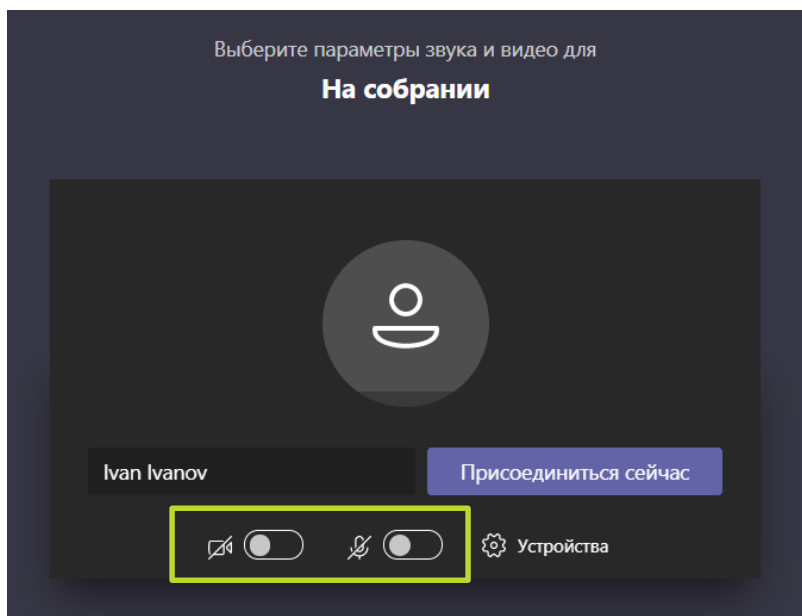 Выберите параметры звука и видео для
На собрании
Ivan Ivanov
Присоединиться сейчас
Устройства